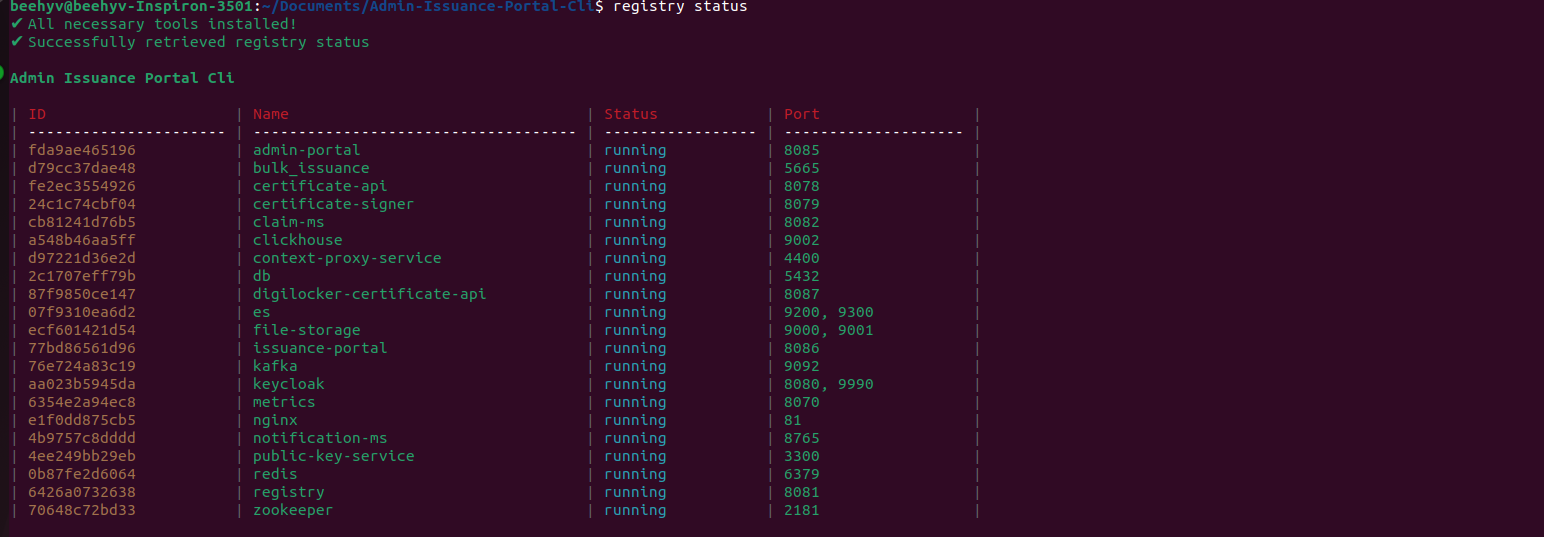 beehyv@beehyv-Inspiron-3501:~/Documents/Admin-Issuance-Portal-Cli$ registry status
✔ All necessary tools installed!
✔ Successfully retrieved registry status
Admin Issuance Portal Cli
| ID | Name | Status | Port |
| ---------------------- | ------------------------------------ | ----------------- | -------------------- |
| fda9ae465196 | admin-portal | running | 8085 |
| d79cc37dae48 | bulk_issuance | running | 5665 |
| fe2ec3554926 | certificate-api | running | 8078 |
| 24c1c74cbf04 | certificate-signer | running | 8079 |
| cb81241d76b5 | claim-ms | running | 8082 |
| a548b46aa5ff | clickhouse | running | 9002 |
| d97221d36e2d | context-proxy-service | running | 4400 |
| 2c1707eff79b | db | running | 5432 |
| 87f9850ce147 | digilocker-certificate-api | running | 8087 |
| 07f9310ea6d2 | es | running | 9200, 9300 |
| ecf601421d54 | file-storage | running | 9000, 9001 |
| 77bd86561d96 | issuance-portal | running | 8086 |
| 76e724a83c19 | kafka | running | 9092 |
| aa023b5945da | keycloak | running | 8080, 9990 |
| 6354e2a94ec8 | metrics | running | 8070 |
| e1f0dd875cb5 | nginx | running | 81 |
| 4b9757c8dddd | notification-ms | running | 8765 |
| 4ee249bb29eb | public-key-service | running | 3300 |
| 0b87fe2d6064 | redis | running | 6379 |
| 6426a0732638 | registry | running | 8081 |
| 70648c72bd33 | zookeeper | running | 2181 |